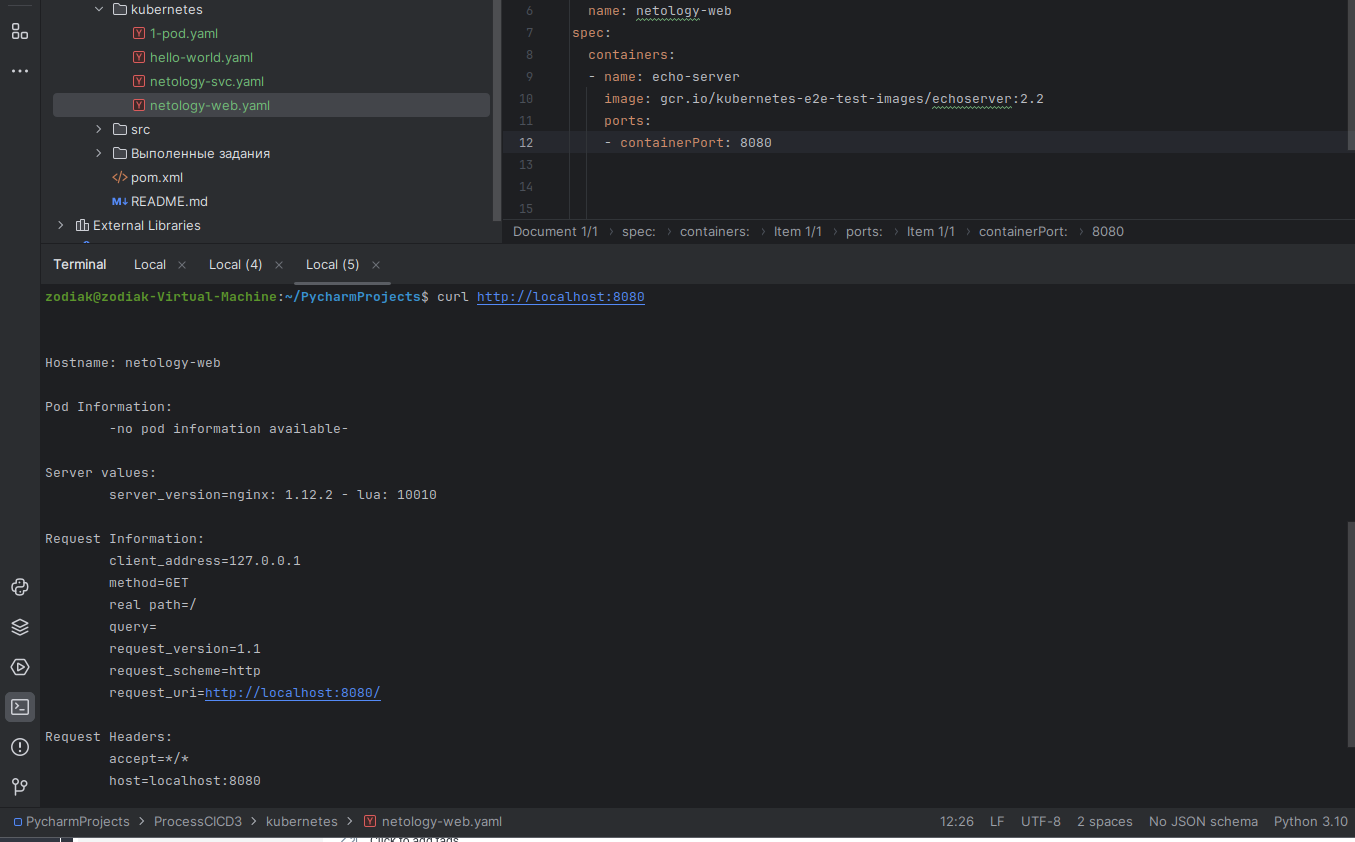 kubernetes
1-pod.yaml
hello-world.yaml
netology-svc.yaml
netology-web.yaml
src
Выполенные задания
pom.xml
README.md
External Libraries
6 name: netology-web
7 spec:
8 containers:
9 - name: echo-server
10 image: gcr.io/kubernetes-e2e-test-images/echoserver:2.2
11 ports:
12 - containerPort: 8080
13
14
15
Document 1/1 › spec: › containers: › Item 1/1 › ports: › Item 1/1 › containerPort: › 8080
Terminal Local × Local (4) × Local (5) ×
zodiak@zodiak-Virtual-Machine:~/PycharmProjects$ curl http://localhost:8080
Hostname: netology-web
Pod Information:
-no pod information available-
Server values:
server_version=nginx: 1.12.2 - lua: 10010
Request Information:
client_address=127.0.0.1
method=GET
real path=/
query=
request_version=1.1
request_scheme=http
request_uri=http://localhost:8080/
Request Headers:
accept=*/*
host=localhost:8080
PycharmProjects › ProcessCICD3 › kubernetes › netology-web.yaml 12:26 LF UTF-8 2 spaces No JSON schema Python 3.10
Click to add tags